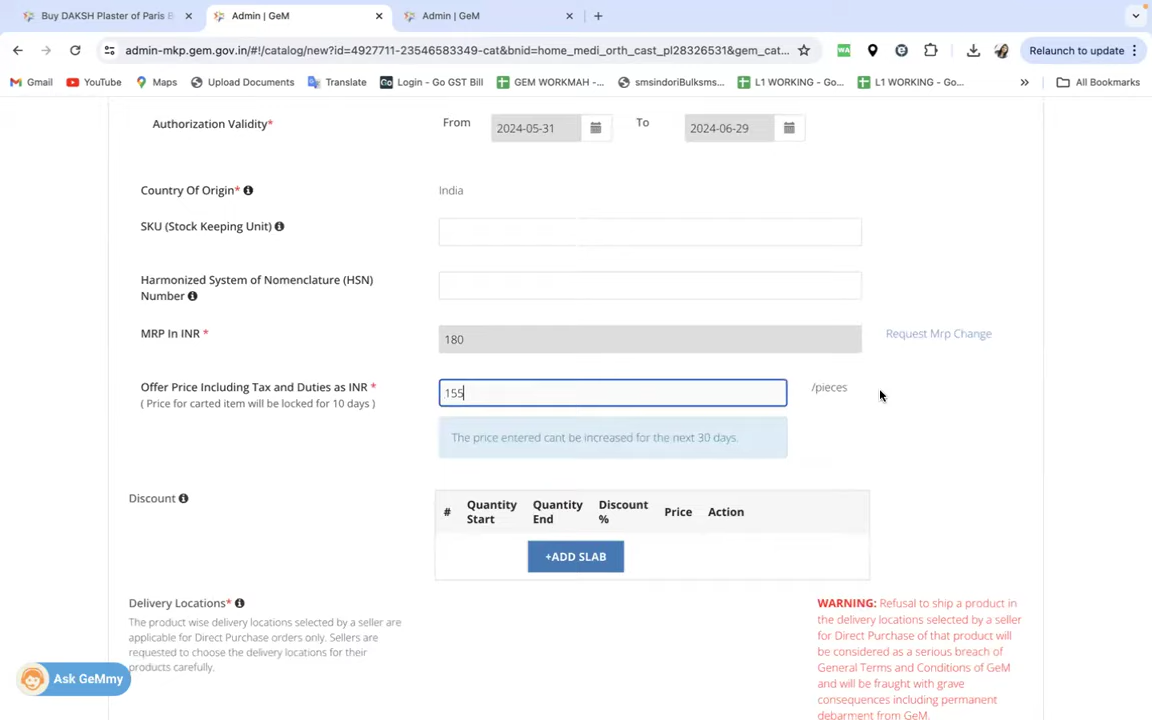 Buy DAKSH Plaster of Paris B
Admin | GeM
Admin | GeM
admin-mkp.gem.gov.in/#!/catalog/new?id=4927711-23546583349-cat&bnid=home_medi_orth_cast_pl28326531&gem_cat...
Relaunch to update
Gmail
YouTube
Maps
Upload Documents
Translate
Login - Go GST Bill
GEM WORKMAH -...
smsindoriBulksms...
L1 WORKING - Go...
L1 WORKING - Go...
All Bookmarks
Authorization Validity*
From
2024-05-31
To
2024-06-29
Country Of Origin*
India
SKU (Stock Keeping Unit)
Harmonized System of Nomenclature (HSN)
Number
MRP In INR *
180
Request Mrp Change
Offer Price Including Tax and Duties as INR *
( Price for carted item will be locked for 10 days )
155
/pieces
The price entered cant be increased for the next 30 days.
Discount
# Quantity Start Quantity End Discount % Price Action
+ADD SLAB
Delivery Locations*
The product wise delivery locations selected by a seller are
applicable for Direct Purchase orders only. Sellers are
requested to choose the delivery locations for their
products carefully.
WARNING: Refusal to ship a product in
the delivery locations selected by a seller
for Direct Purchase of that product will
be considered as a serious breach of
General Terms and Conditions of GeM
and will be fraught with grave
consequences including permanent
debarment from GeM.
Ask GeMmy